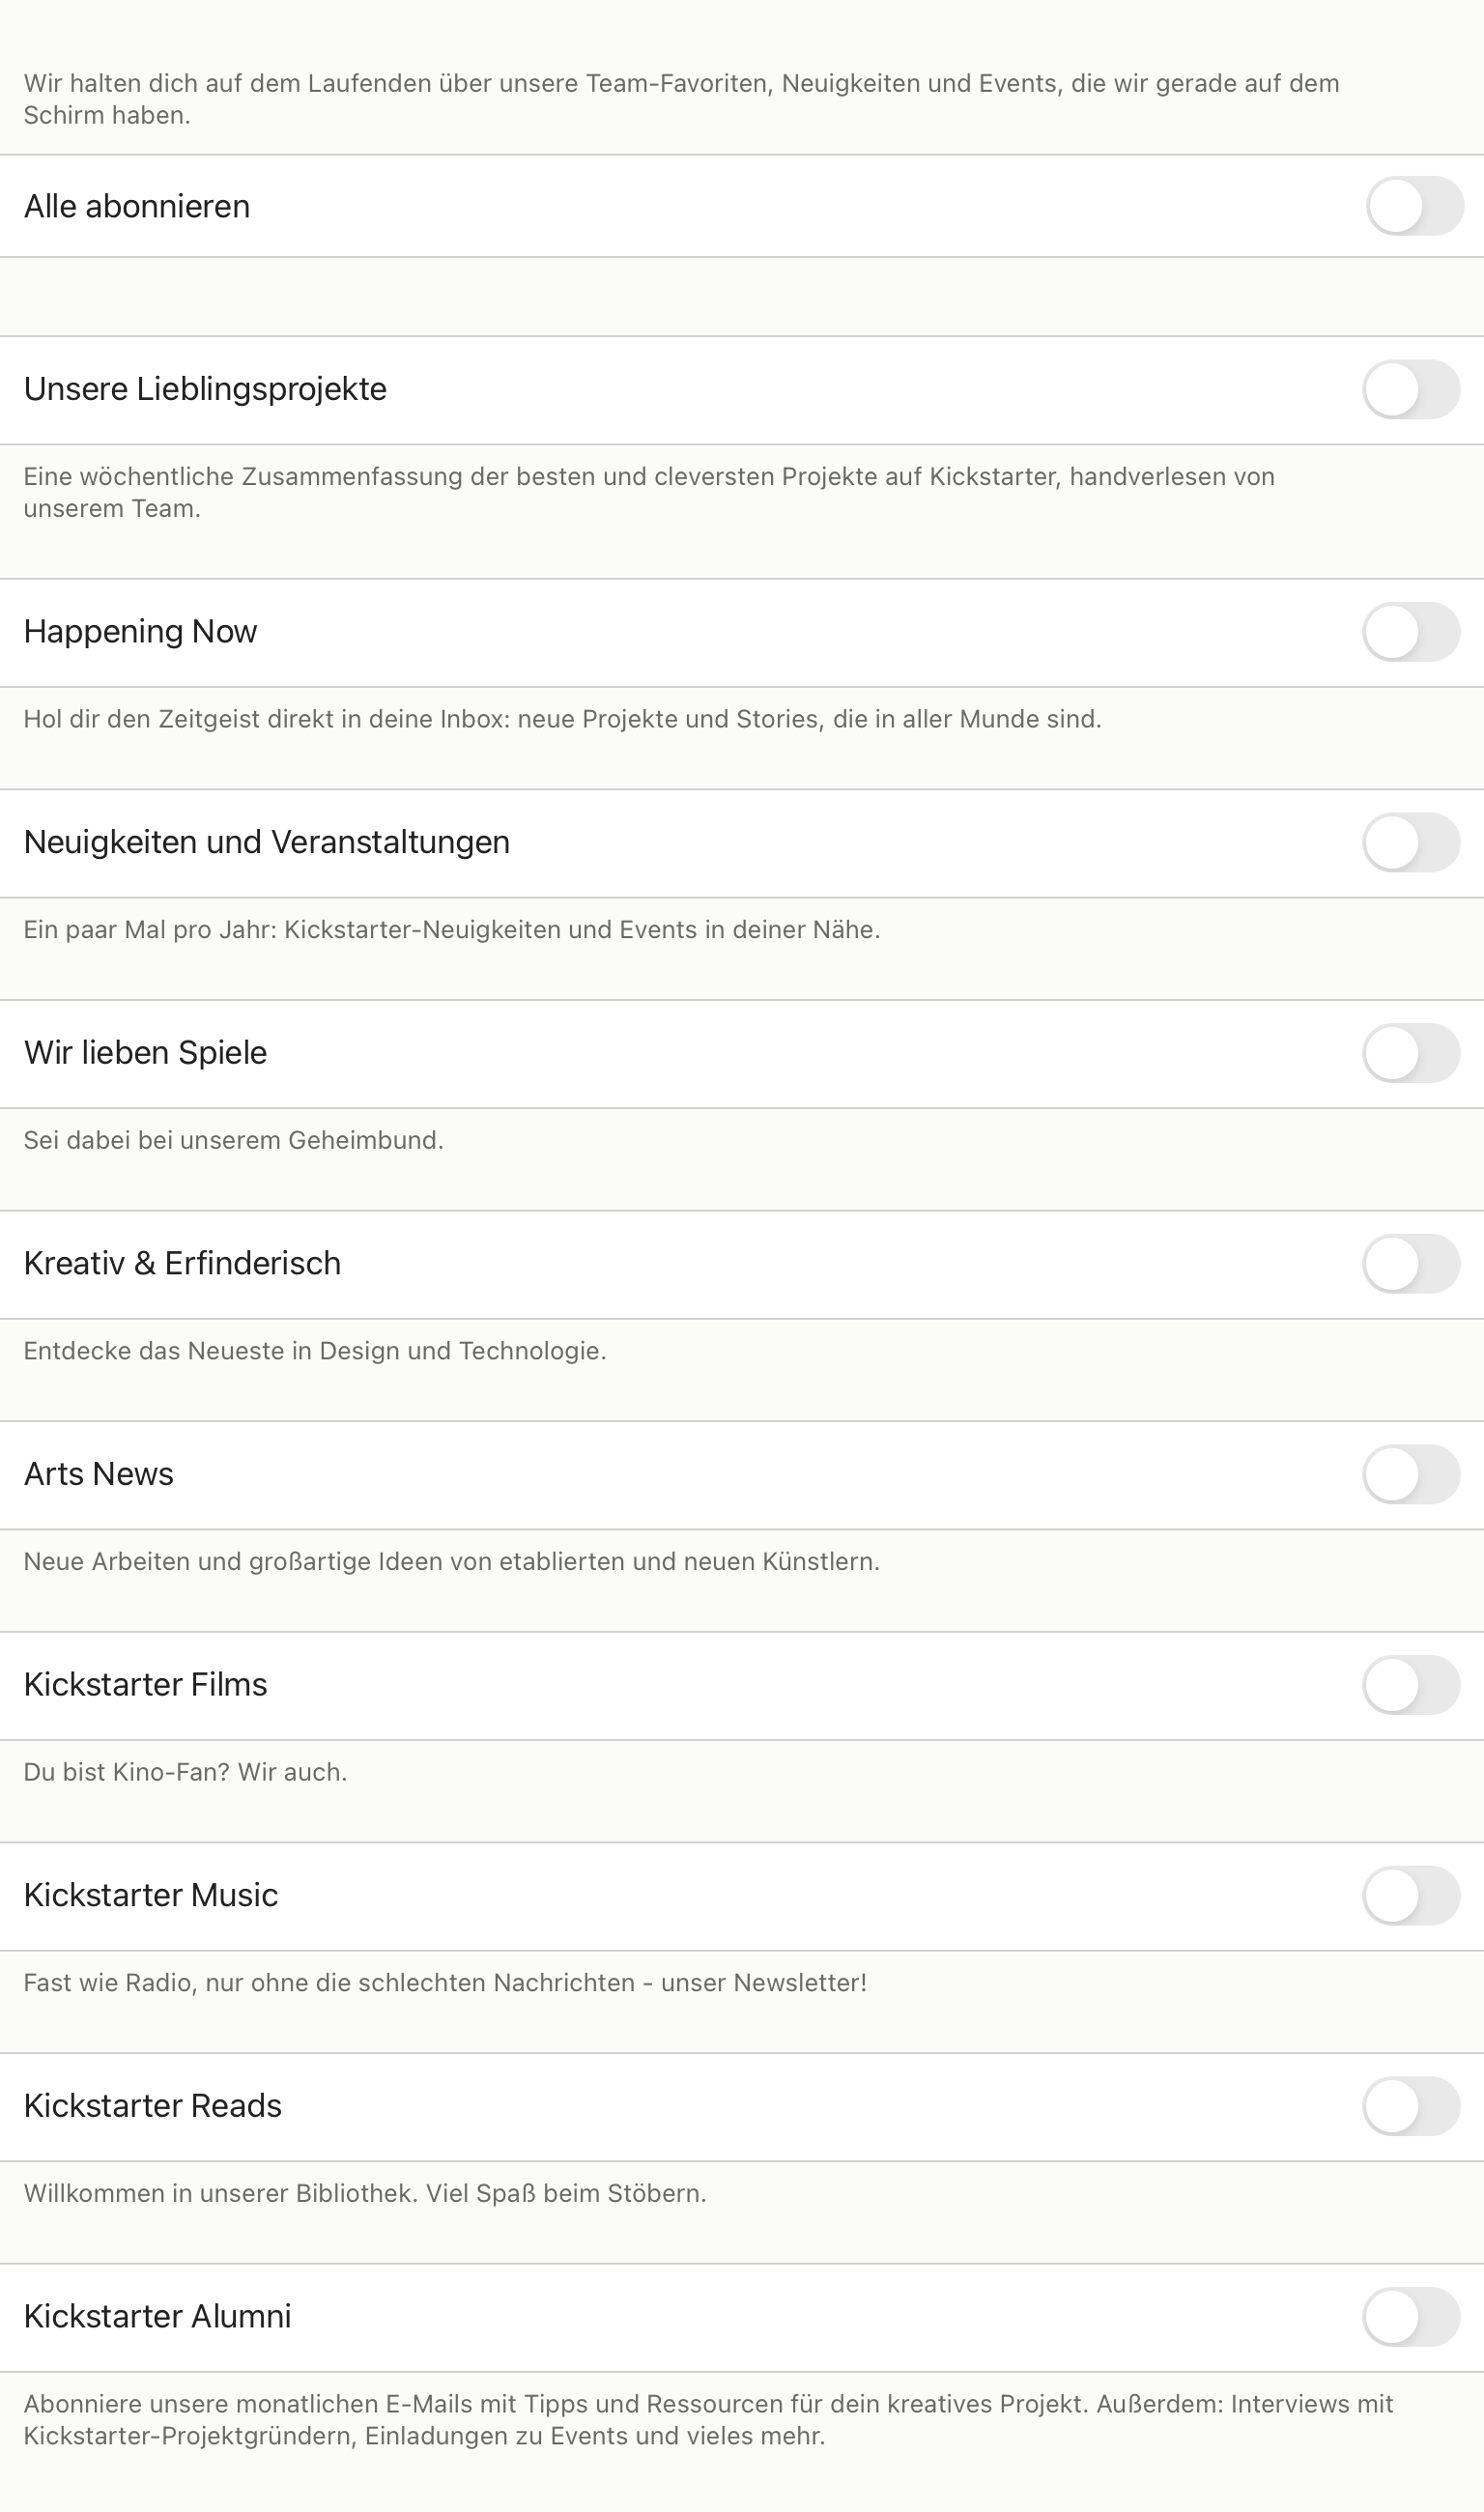 Wir halten dich auf dem Laufenden über unsere Team-Favoriten, Neuigkeiten und Events, die wir gerade auf dem
Schirm haben.
Alle abonnieren
Unsere Lieblingsprojekte
Eine wöchentliche Zusammenfassung der besten und cleversten Projekte auf Kickstarter, handverlesen von
unserem Team.
Happening Now
Hol dir den Zeitgeist direkt in deine Inbox: neue Projekte und Stories, die in aller Munde sind.
Neuigkeiten und Veranstaltungen
Ein paar Mal pro Jahr: Kickstarter-Neuigkeiten und Events in deiner Nähe.
Wir lieben Spiele
Sei dabei bei unserem Geheimbund.
Kreativ & Erfinderisch
Entdecke das Neueste in Design und Technologie.
Arts News
Neue Arbeiten und großartige Ideen von etablierten und neuen Künstlern.
Kickstarter Films
Du bist Kino-Fan? Wir auch.
Kickstarter Music
Fast wie Radio, nur ohne die schlechten Nachrichten - unser Newsletter!
Kickstarter Reads
Willkommen in unserer Bibliothek. Viel Spaß beim Stöbern.
Kickstarter Alumni
Abonniere unsere monatlichen E-Mails mit Tipps und Ressourcen für dein kreatives Projekt. Außerdem: Interviews mit
Kickstarter-Projektgründern, Einladungen zu Events und vieles mehr.